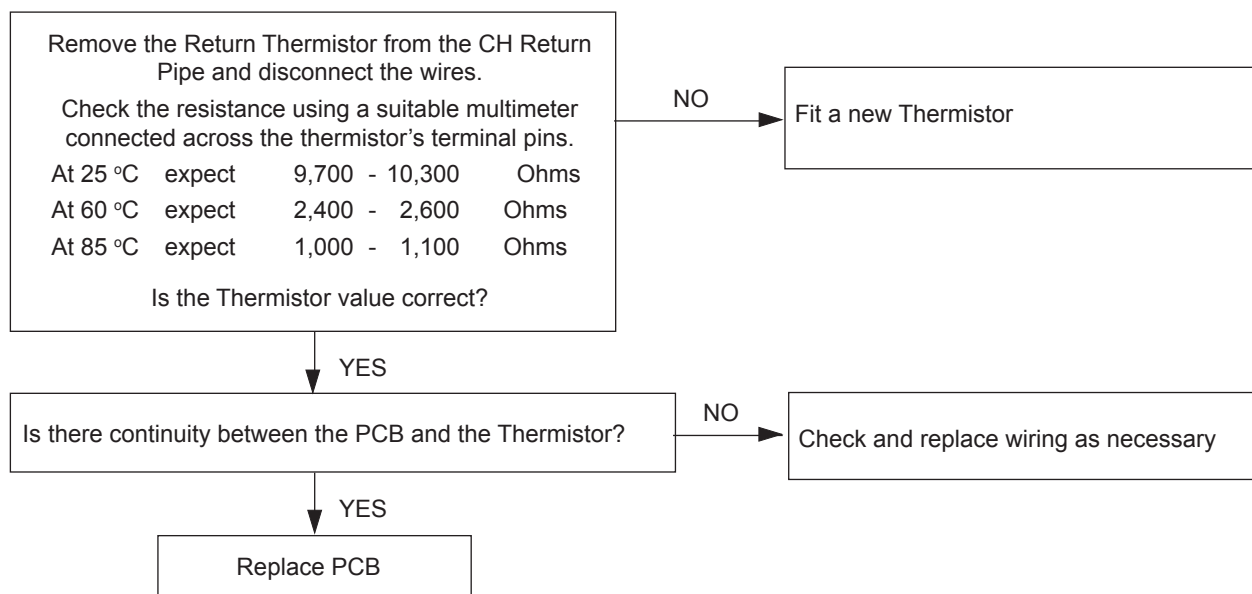 Remove the Return Thermistor from the CH Return
Pipe and disconnect the wires.
Check the resistance using a suitable multimeter
connected across the thermistor's terminal pins.
At 25 ºC expect 9,700 - 10,300 Ohms
At 60 ºC expect 2,400 - 2,600 Ohms
At 85 ºC expect 1,000 - 1,100 Ohms
Is the Thermistor value correct?
NO
Fit a new Thermistor
YES
Is there continuity between the PCB and the Thermistor?
NO
Check and replace wiring as necessary
YES
Replace PCB